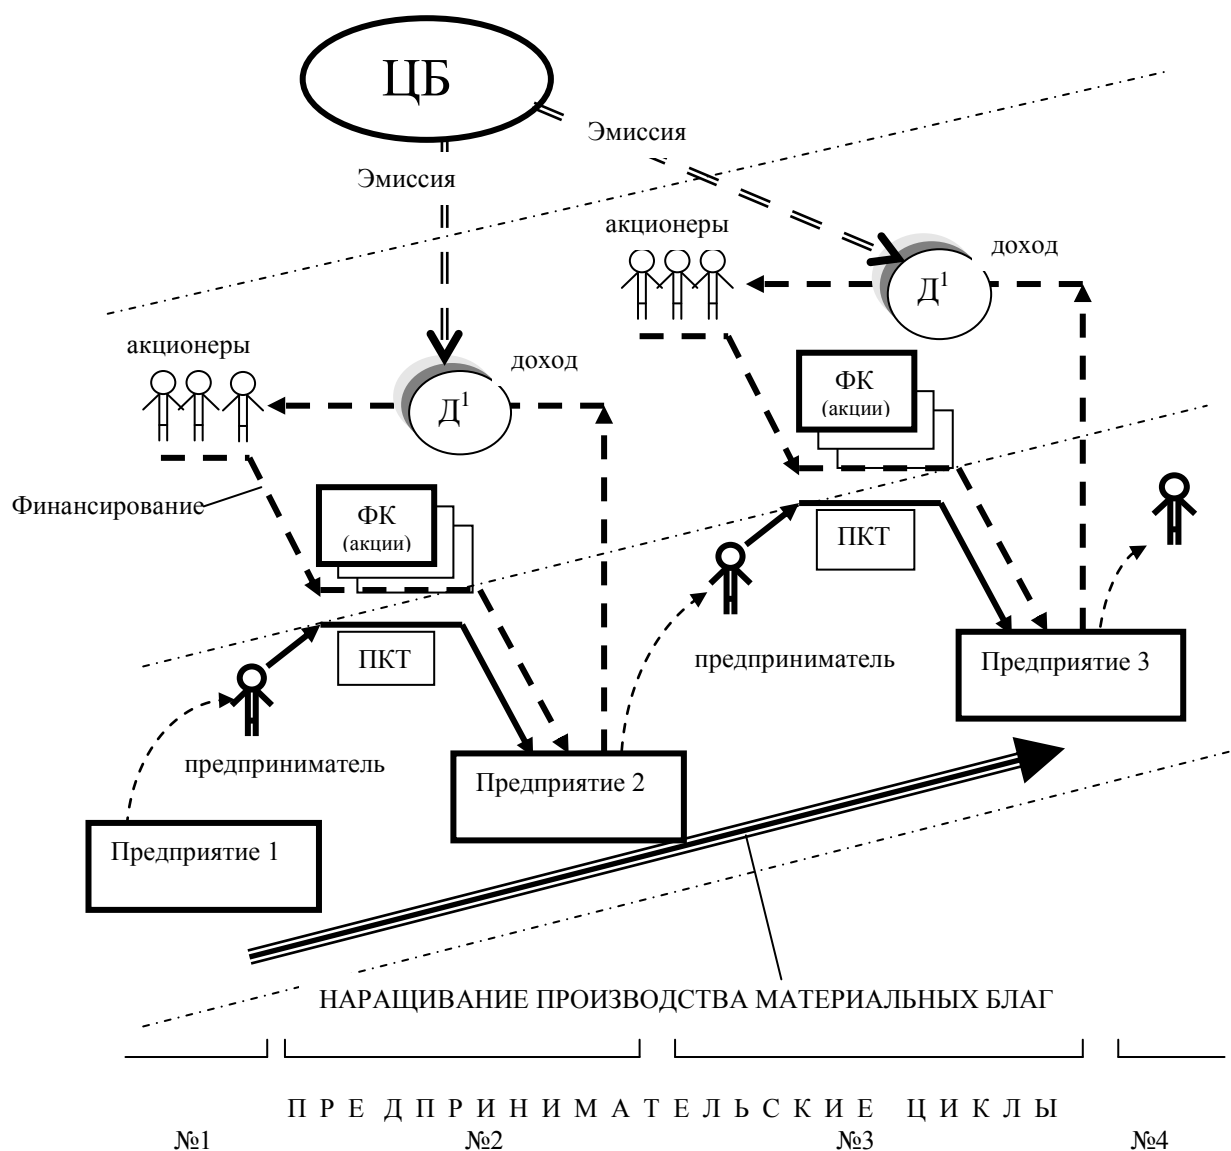 ЦБ
Эмиссия
Эмиссия
акционеры
доход
Д¹
акционеры
доход
ФК
(акции)
Д¹
Финансирование
ФК
(акции)
ПКТ
ПКТ
предприниматель
Предприятие 3
предприниматель
Предприятие 2
Предприятие 1
НАРАЩИВАНИЕ ПРОИЗВОДСТВА МАТЕРИАЛЬНЫХ БЛАГ
П Р Е Д П Р И Н И М А Т Е Л Ь С К И Е Ц И К Л Ы
№1 №2 №3 №4